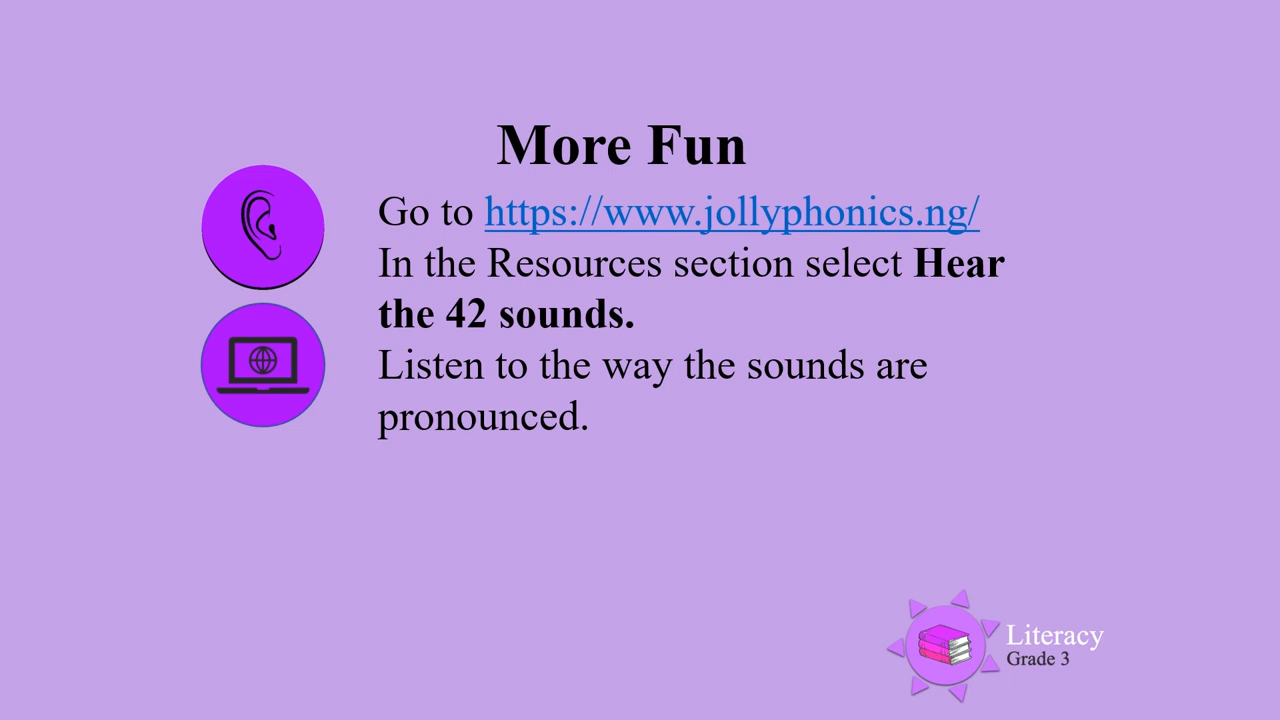 More Fun
Go to https://www.jollyphonics.ng/
In the Resources section select Hear
the 42 sounds.
Listen to the way the sounds are
pronounced.
Literacy
Grade 3